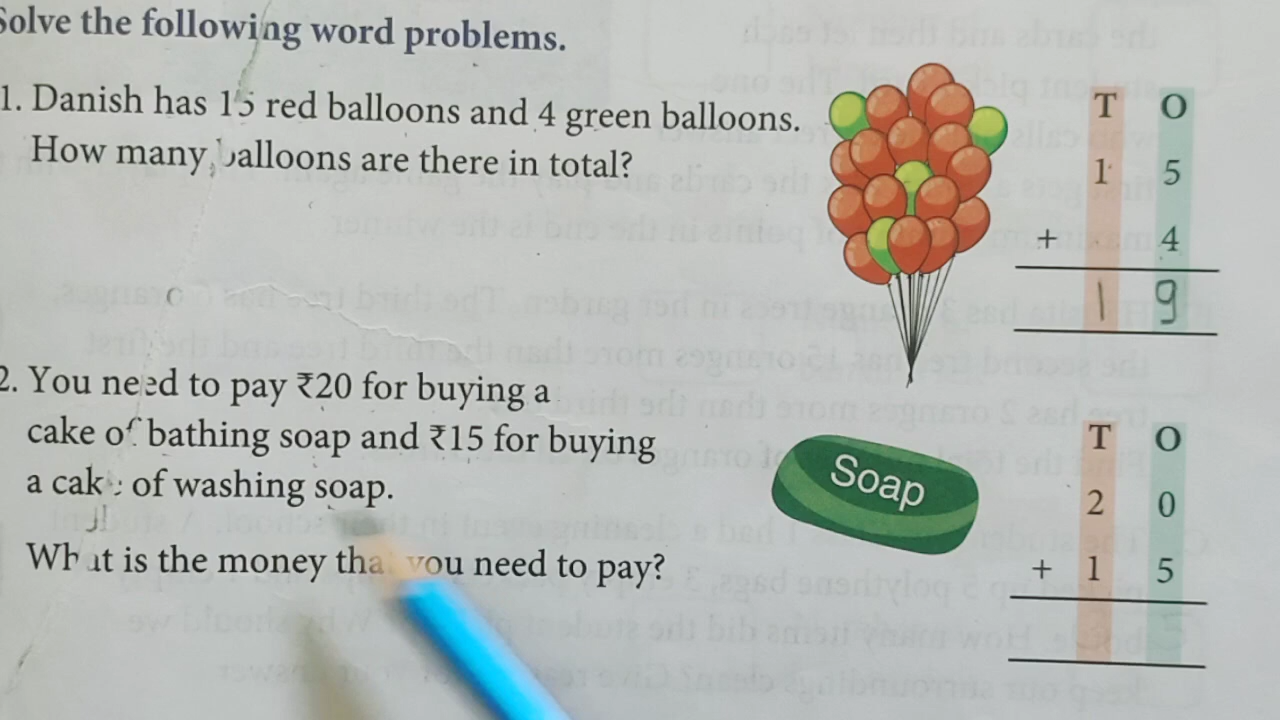 Solve the following word problems.
1. Danish has 15 red balloons and 4 green balloons.
How many balloons are there in total?
T O
1 5
+ 4
1 9
2. You need to pay ₹20 for buying a
cake of bathing soap and ₹15 for buying
a cake of washing soap.
What is the money that you need to pay?
Soap
T O
2 0
+ 1 5